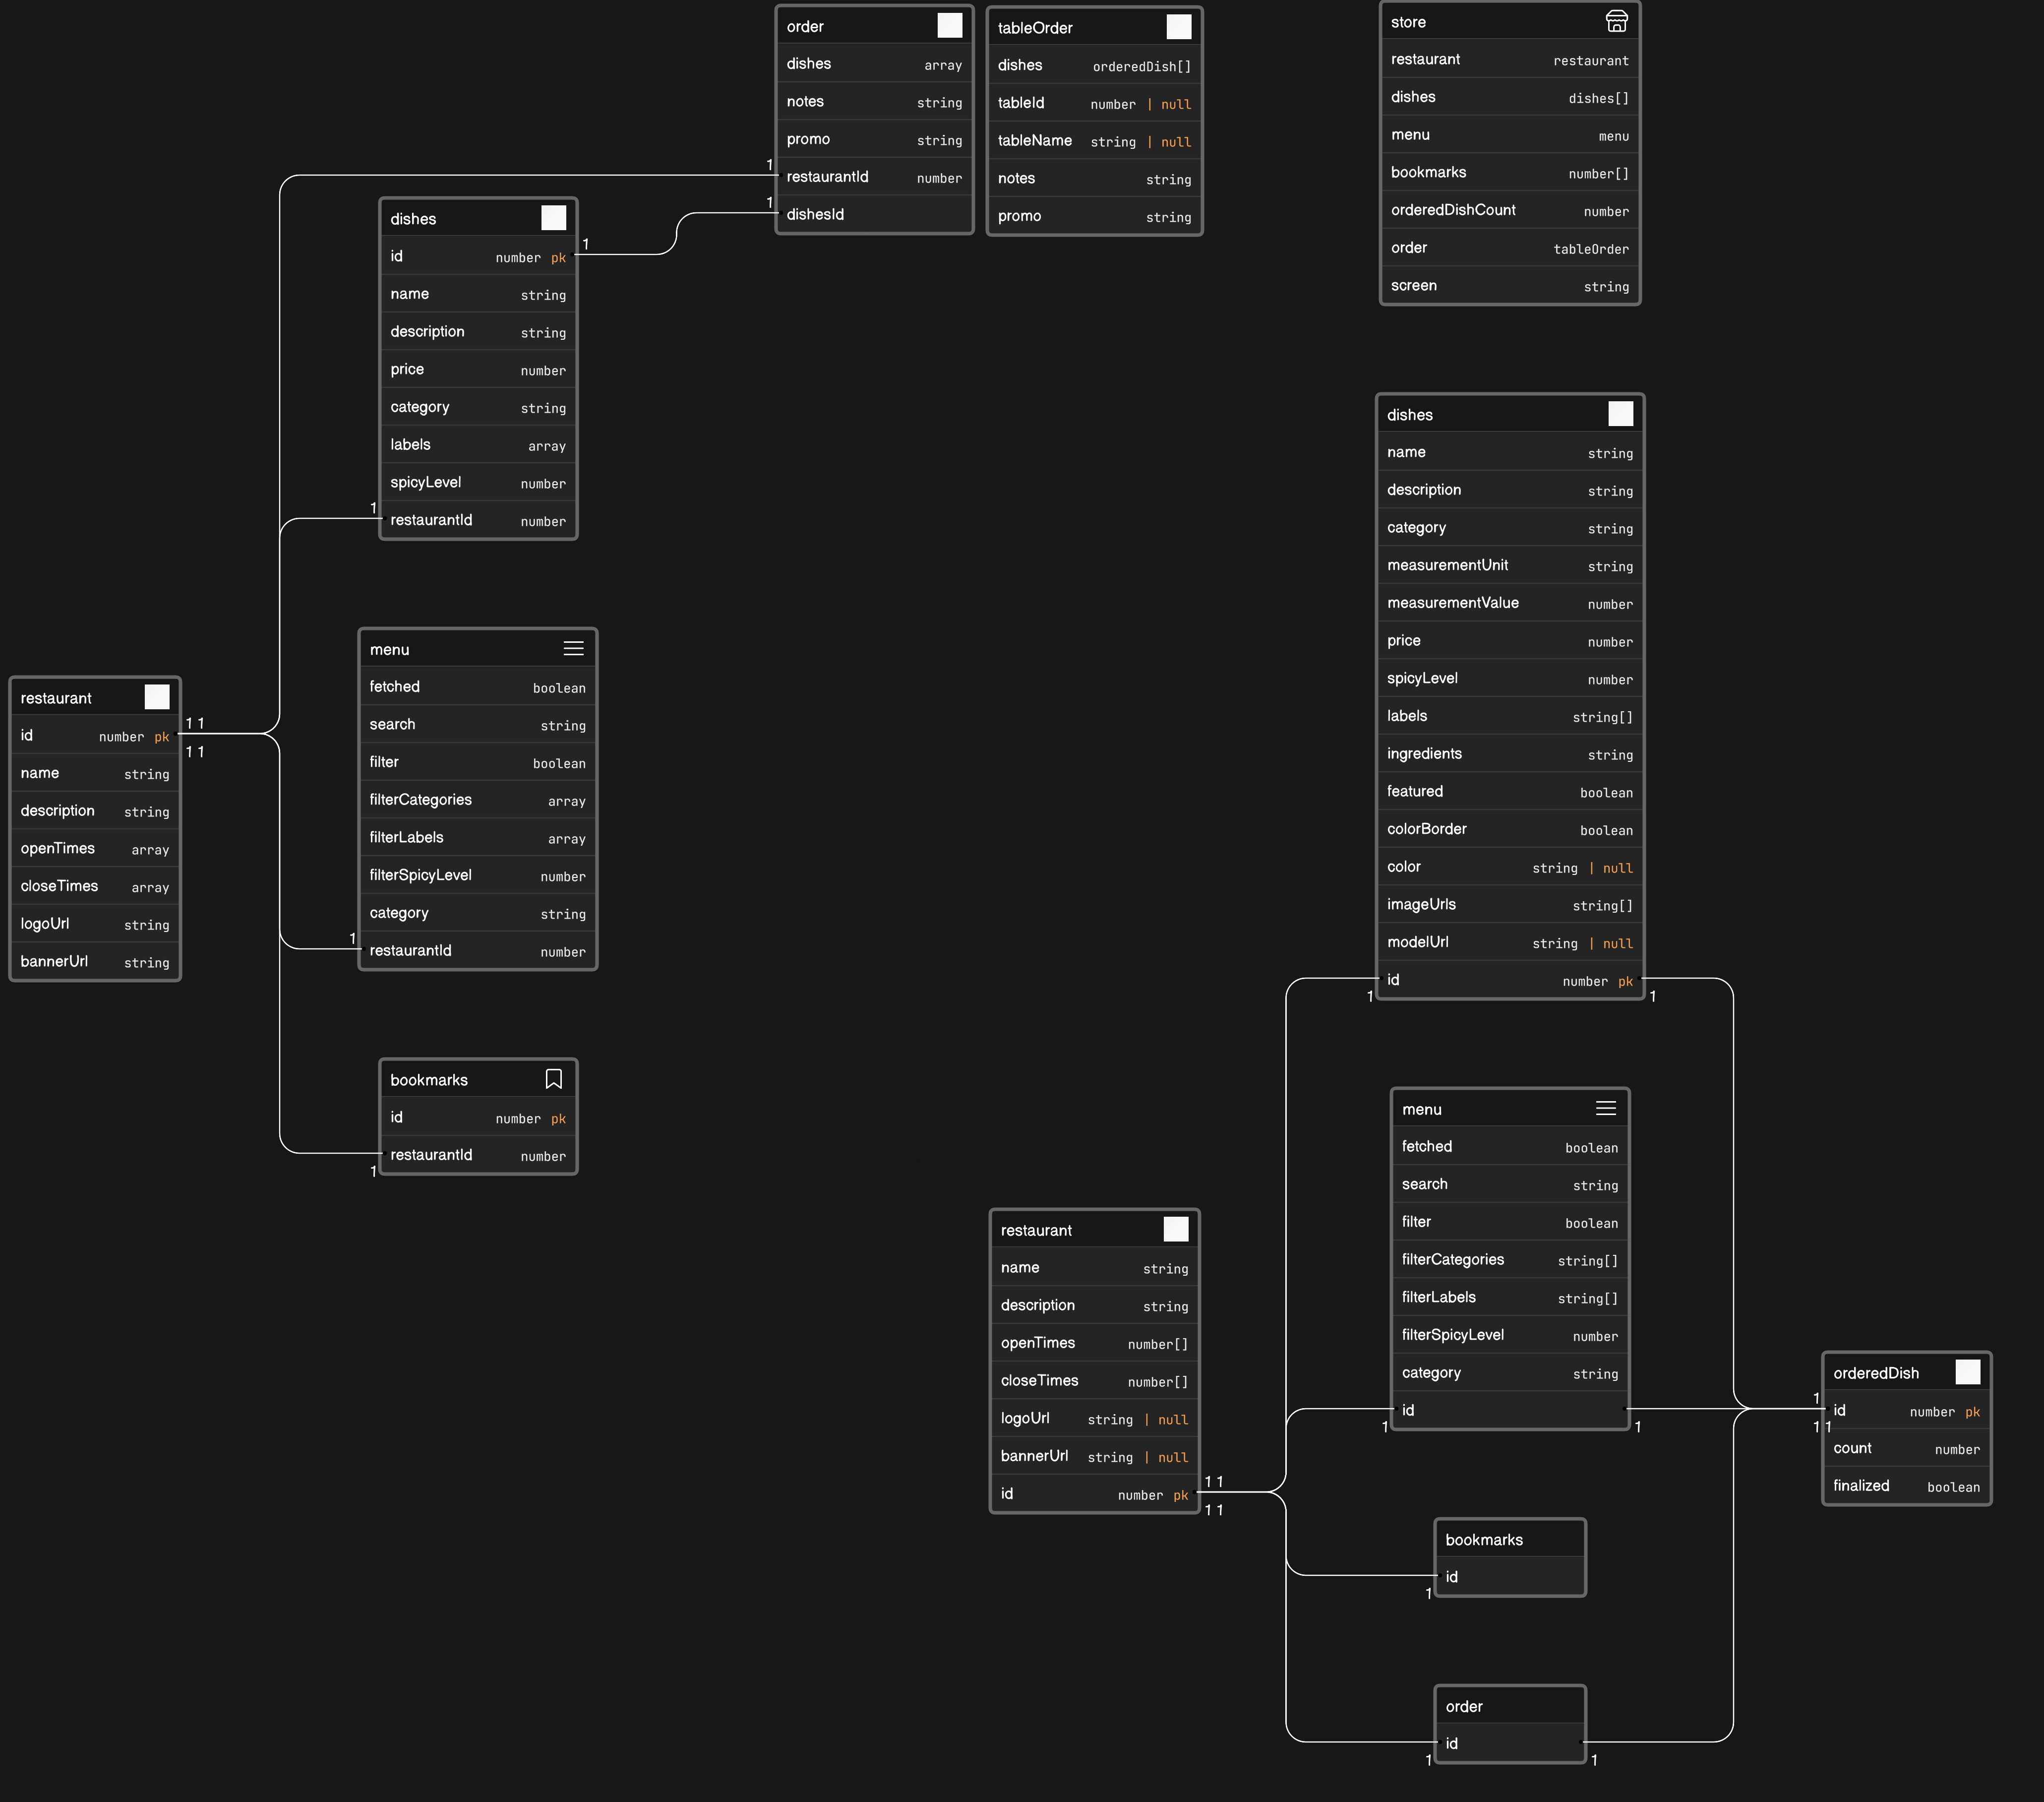 order
dishes array
notes string
promo string
1
restaurantId number
1
dishesId
tableOrder
dishes orderedDish[]
tableId number | null
tableName string | null
notes string
promo string
store
restaurant restaurant
dishes dishes[]
menu menu
bookmarks number[]
orderedDishCount number
order tableOrder
screen string
dishes
id number pk
1
name string
description string
price number
category string
labels array
spicyLevel number
1
restaurantId number
menu
fetched boolean
search string
filter boolean
filterCategories array
filterLabels array
filterSpicyLevel number
category string
1
restaurantId number
restaurant
1 1
id number pk
1 1
name string
description string
openTimes array
closeTimes array
logoUrl string
bannerUrl string
bookmarks
id number pk
restaurantId number
1
dishes
name string
description string
category string
measurementUnit string
measurementValue number
price number
spicyLevel number
labels string[]
ingredients string
featured boolean
colorBorder boolean
color string | null
imageUrls string[]
modelUrl string | null
id number pk
1 1
menu
fetched boolean
search string
filter boolean
filterCategories string[]
filterLabels string[]
filterSpicyLevel number
category string
id
1 1
restaurant
name string
description string
openTimes number[]
closeTimes number[]
logoUrl string | null
bannerUrl string | null
1 1
id number pk
1 1
orderedDish
1
id number pk
1 1
count number
finalized boolean
bookmarks
id
1
order
id
1 1